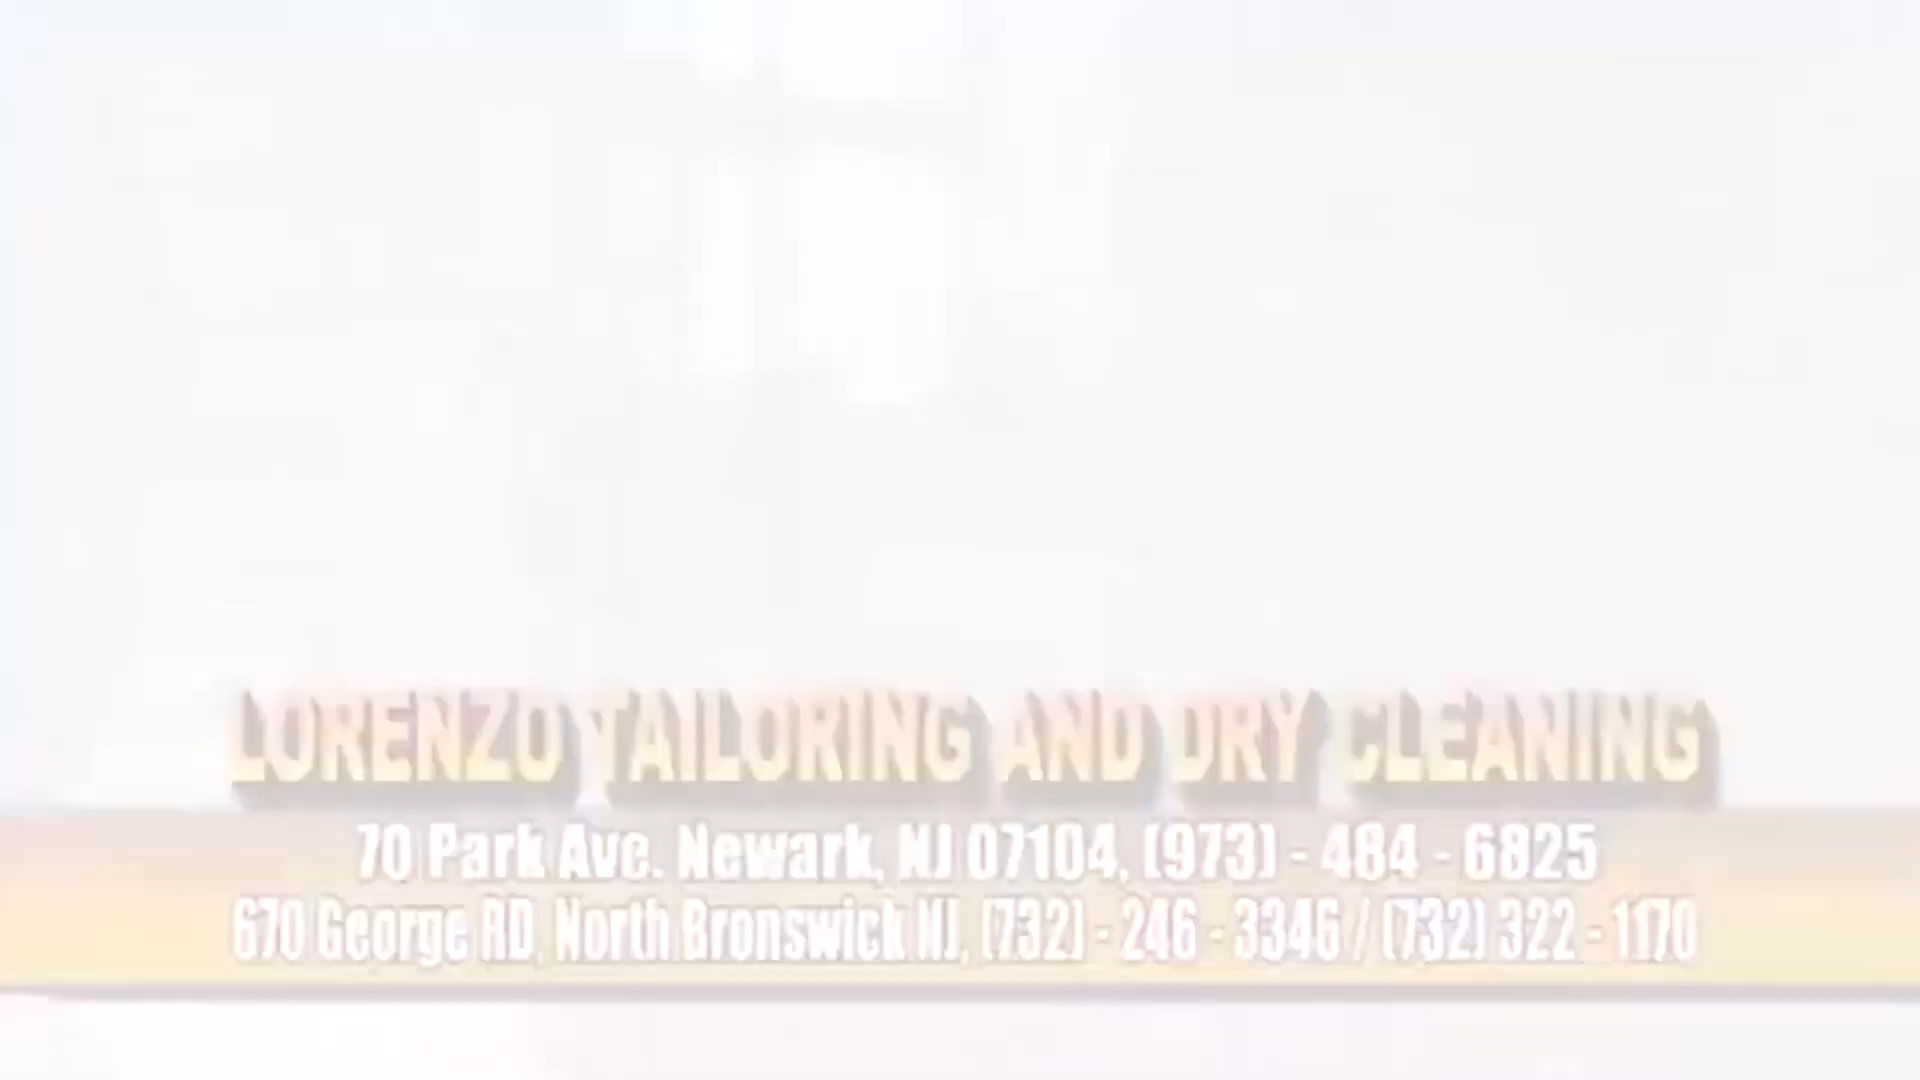 LORENZO TAILORING AND DRY CLEANING
70 Park Ave. Newark, NJ 07104, (973) - 484 - 6825
670 George RD, North Bronswick NJ, (732) - 246 - 3346 / (732) 322 - 1170